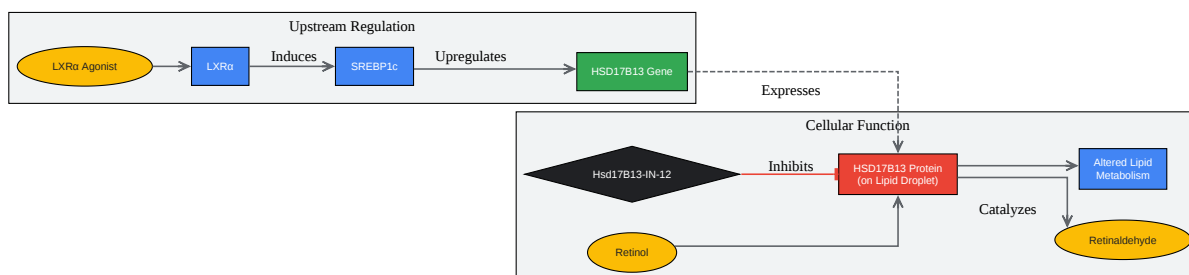 Upstream Regulation
LXRα Agonist
LXRα
Induces
SREBP1c
Upregulates
HSD17B13 Gene
Expresses
Cellular Function
Hsd17B13-IN-12
Inhibits
HSD17B13 Protein
(on Lipid Droplet)
Altered Lipid
Metabolism
Catalyzes
Retinol
Retinaldehyde